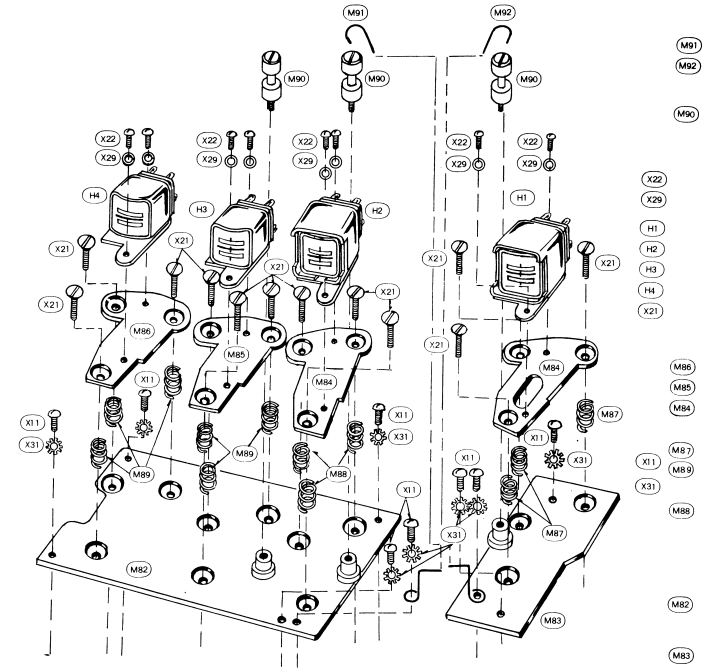 M91 M92 M91
M92
M90 M90 M90
M90
X22 X22 X22 X22 X22
X29 X29 X29 X29 X29
X22
H4 H3 H2 H1 X29
H1
X21 X21 X21 X21 X21 H2
H3
H4
X21 X21 X21
M86 M85 M84 X21 M84 M86
M85
X11 M84
X11 X11 M87
X31 X31 X11
M89 M89 M88 X11 X31 M87
X11 M89
X31
X11 M88
X31 M87
M82 M82
M83
M83